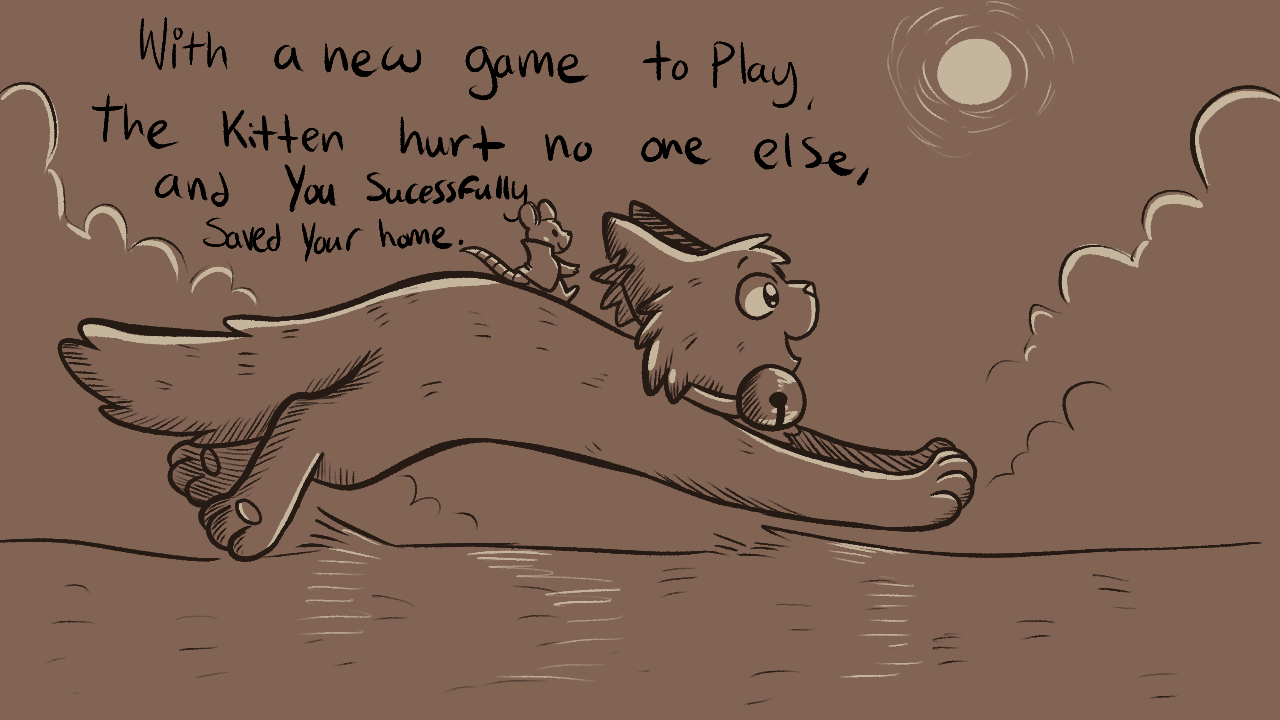 With a new game to Play,
the Kitten hurt no one else,
and You Sucessfully
Saved Your home.